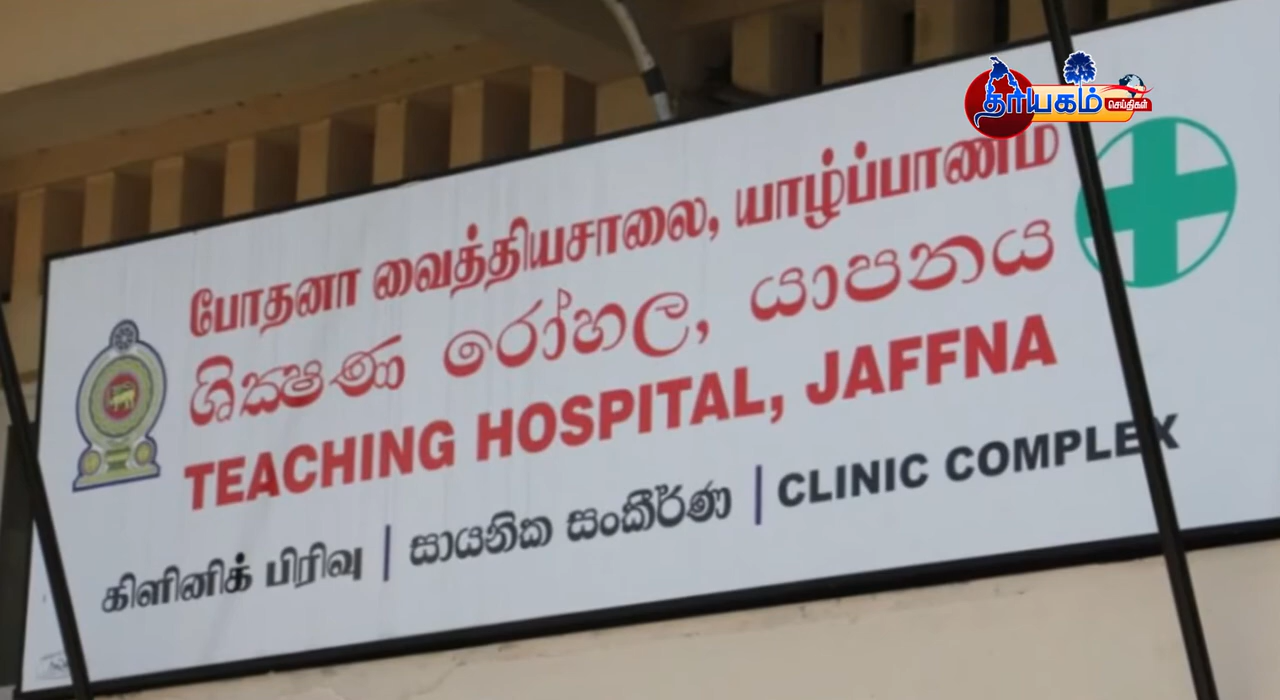 தாயகம்
செய்திகள்
போதனா வைத்தியசாலை, யாழ்ப்பாணம்
ශික්ෂණ රෝහල, යාපනය
TEACHING HOSPITAL, JAFFNA
கிளினிக் பிரிவு | සායනික සංකීර්ණ | CLINIC COMPLEX